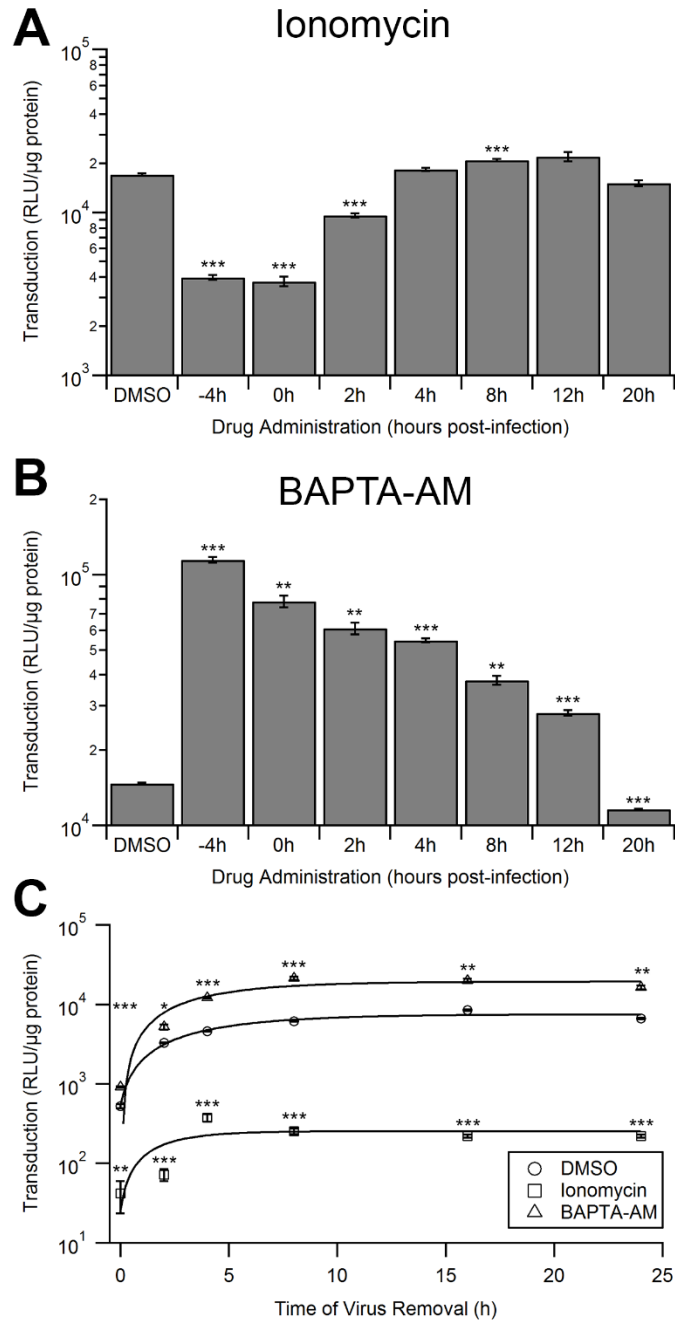 A
Ionomycin
Transduction (RLU/µg protein)
10^5
8
6
4
2
10^4
8
6
4
2
10^3
***
***
***
***
DMSO -4h 0h 2h 4h 8h 12h 20h
Drug Administration (hours post-infection)
B
BAPTA-AM
Transduction (RLU/µg protein)
2
10^5
7
6
5
4
3
2
10^4
***
**
**
***
**
***
***
DMSO -4h 0h 2h 4h 8h 12h 20h
Drug Administration (hours post-infection)
C
Transduction (RLU/µg protein)
10^5
10^4
10^3
10^2
10^1
*** * *** *** ** **
** *** *** *** *** ***
DMSO
Ionomycin
BAPTA-AM
0 5 10 15 20 25
Time of Virus Removal (h)